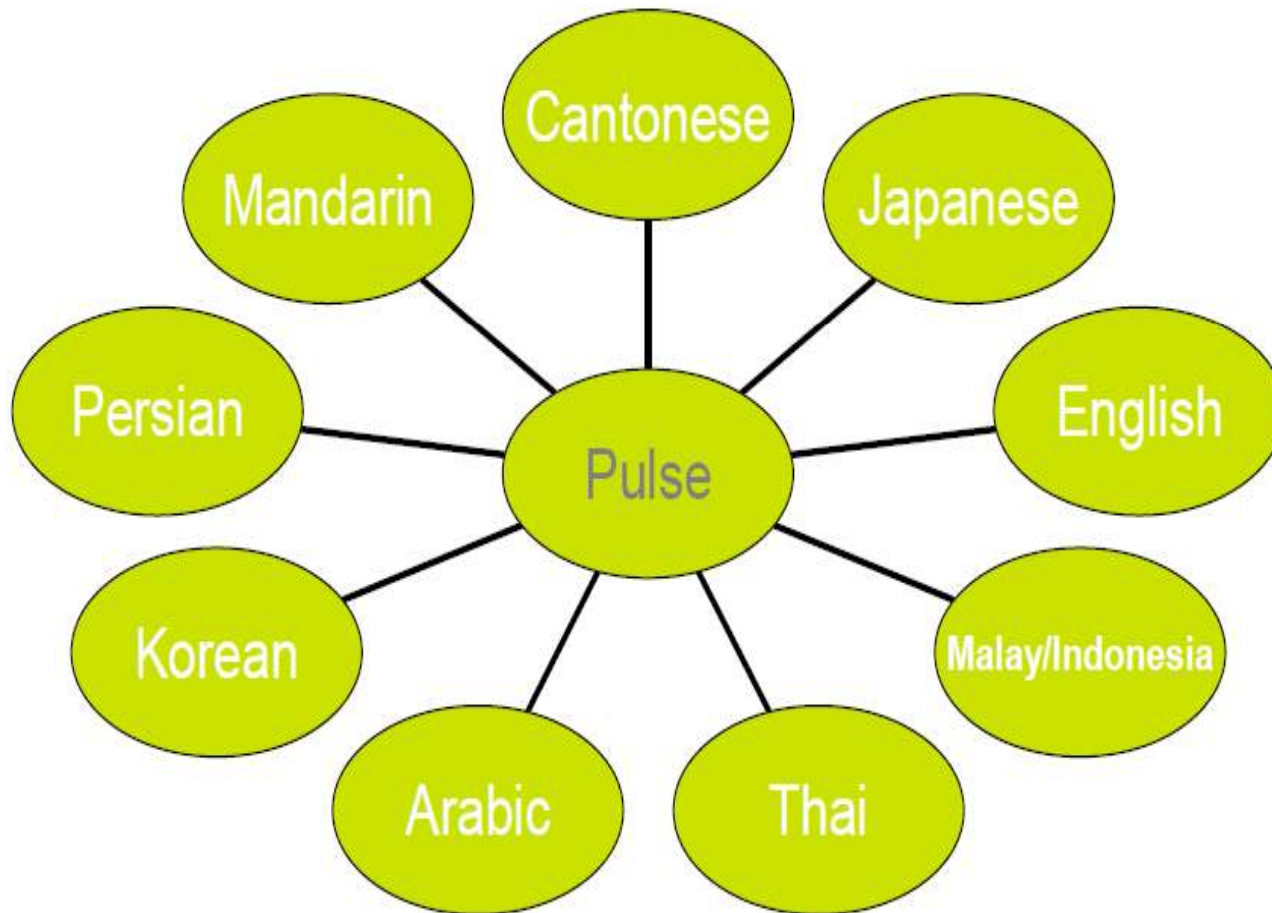 Cantonese
Mandarin
Japanese
Persian
English
Pulse
Korean
Malay/Indonesia
Arabic
Thai